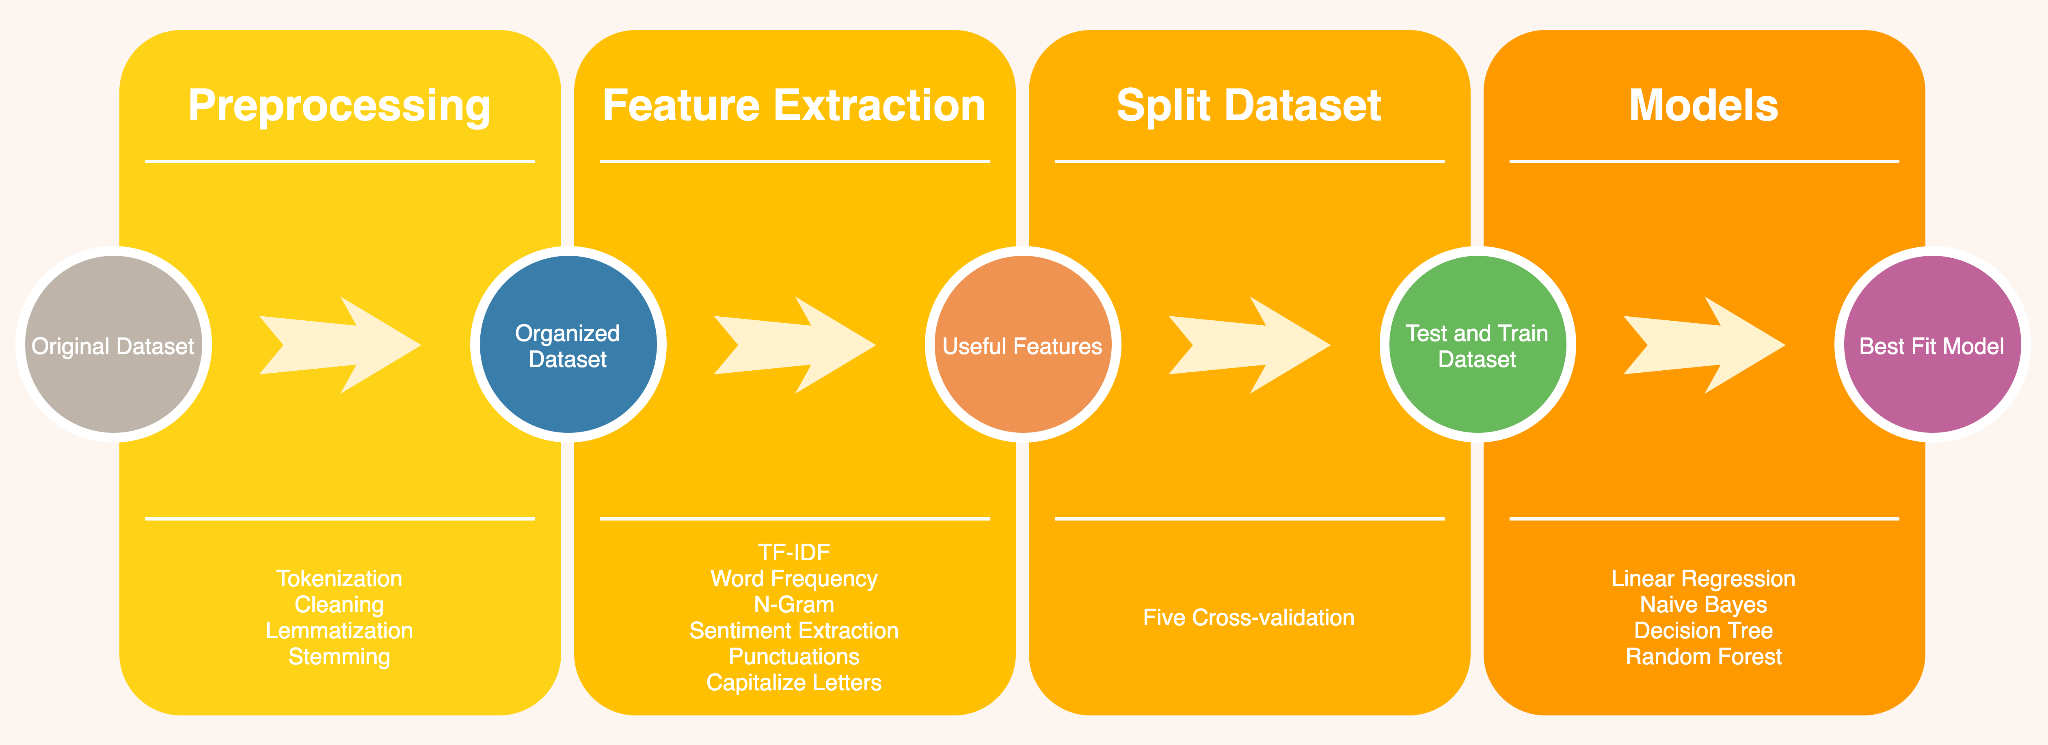 Preprocessing
Feature Extraction
Split Dataset
Models
Original Dataset
Organized
Dataset
Useful Features
Test and Train
Dataset
Best Fit Model
Tokenization
Cleaning
Lemmatization
Stemming
TF-IDF
Word Frequency
N-Gram
Sentiment Extraction
Punctuations
Capitalize Letters
Five Cross-validation
Linear Regression
Naive Bayes
Decision Tree
Random Forest